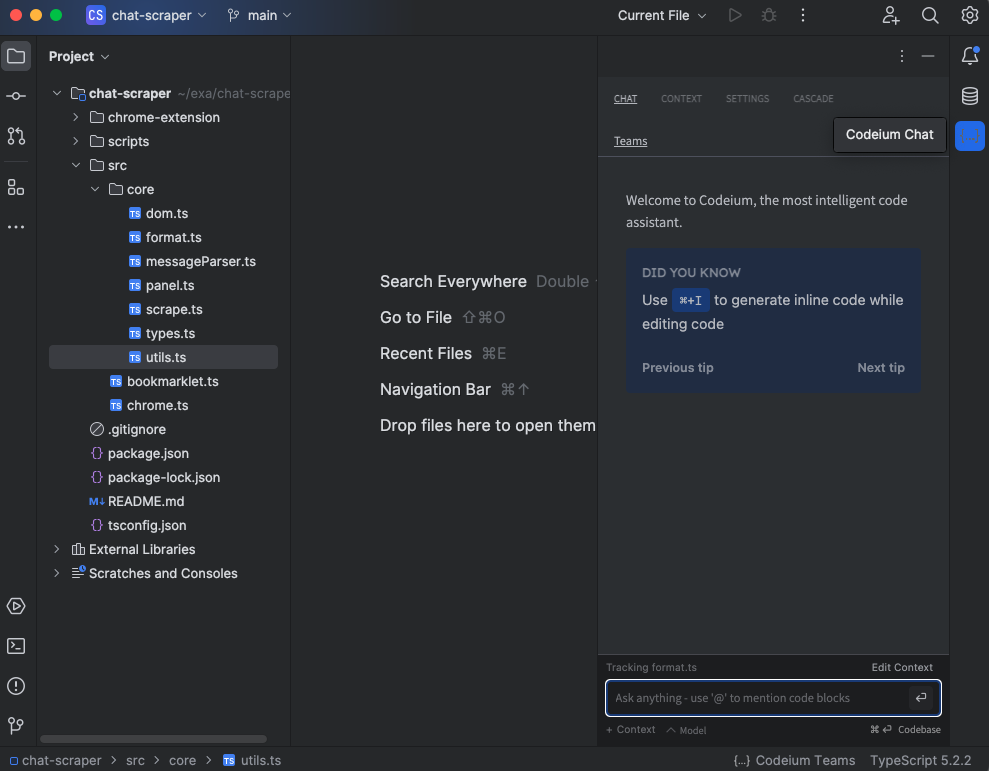 CS chat-scraper main Current File
Project
chat-scraper ~/exa/chat-scrape
chrome-extension
scripts
src
core
TS dom.ts
TS format.ts
TS messageParser.ts
TS panel.ts
TS scrape.ts
TS types.ts
TS utils.ts
TS bookmarklet.ts
TS chrome.ts
.gitignore
{} package.json
{} package-lock.json
M↓ README.md
{} tsconfig.json
External Libraries
Scratches and Consoles
Search Everywhere Double
Go to File ⇧⌘O
Recent Files ⌘E
Navigation Bar ⌘↑
Drop files here to open them
CHAT CONTEXT SETTINGS CASCADE
Teams
Codeium Chat
Welcome to Codeium, the most intelligent code
assistant.
DID YOU KNOW
Use ⌘+I to generate inline code while
editing code
Previous tip Next tip
Tracking format.ts Edit Context
Ask anything - use '@' to mention code blocks
+ Context Model ⌘ ↵ Codebase
chat-scraper > src > core > TS utils.ts {...} Codeium Teams TypeScript 5.2.2